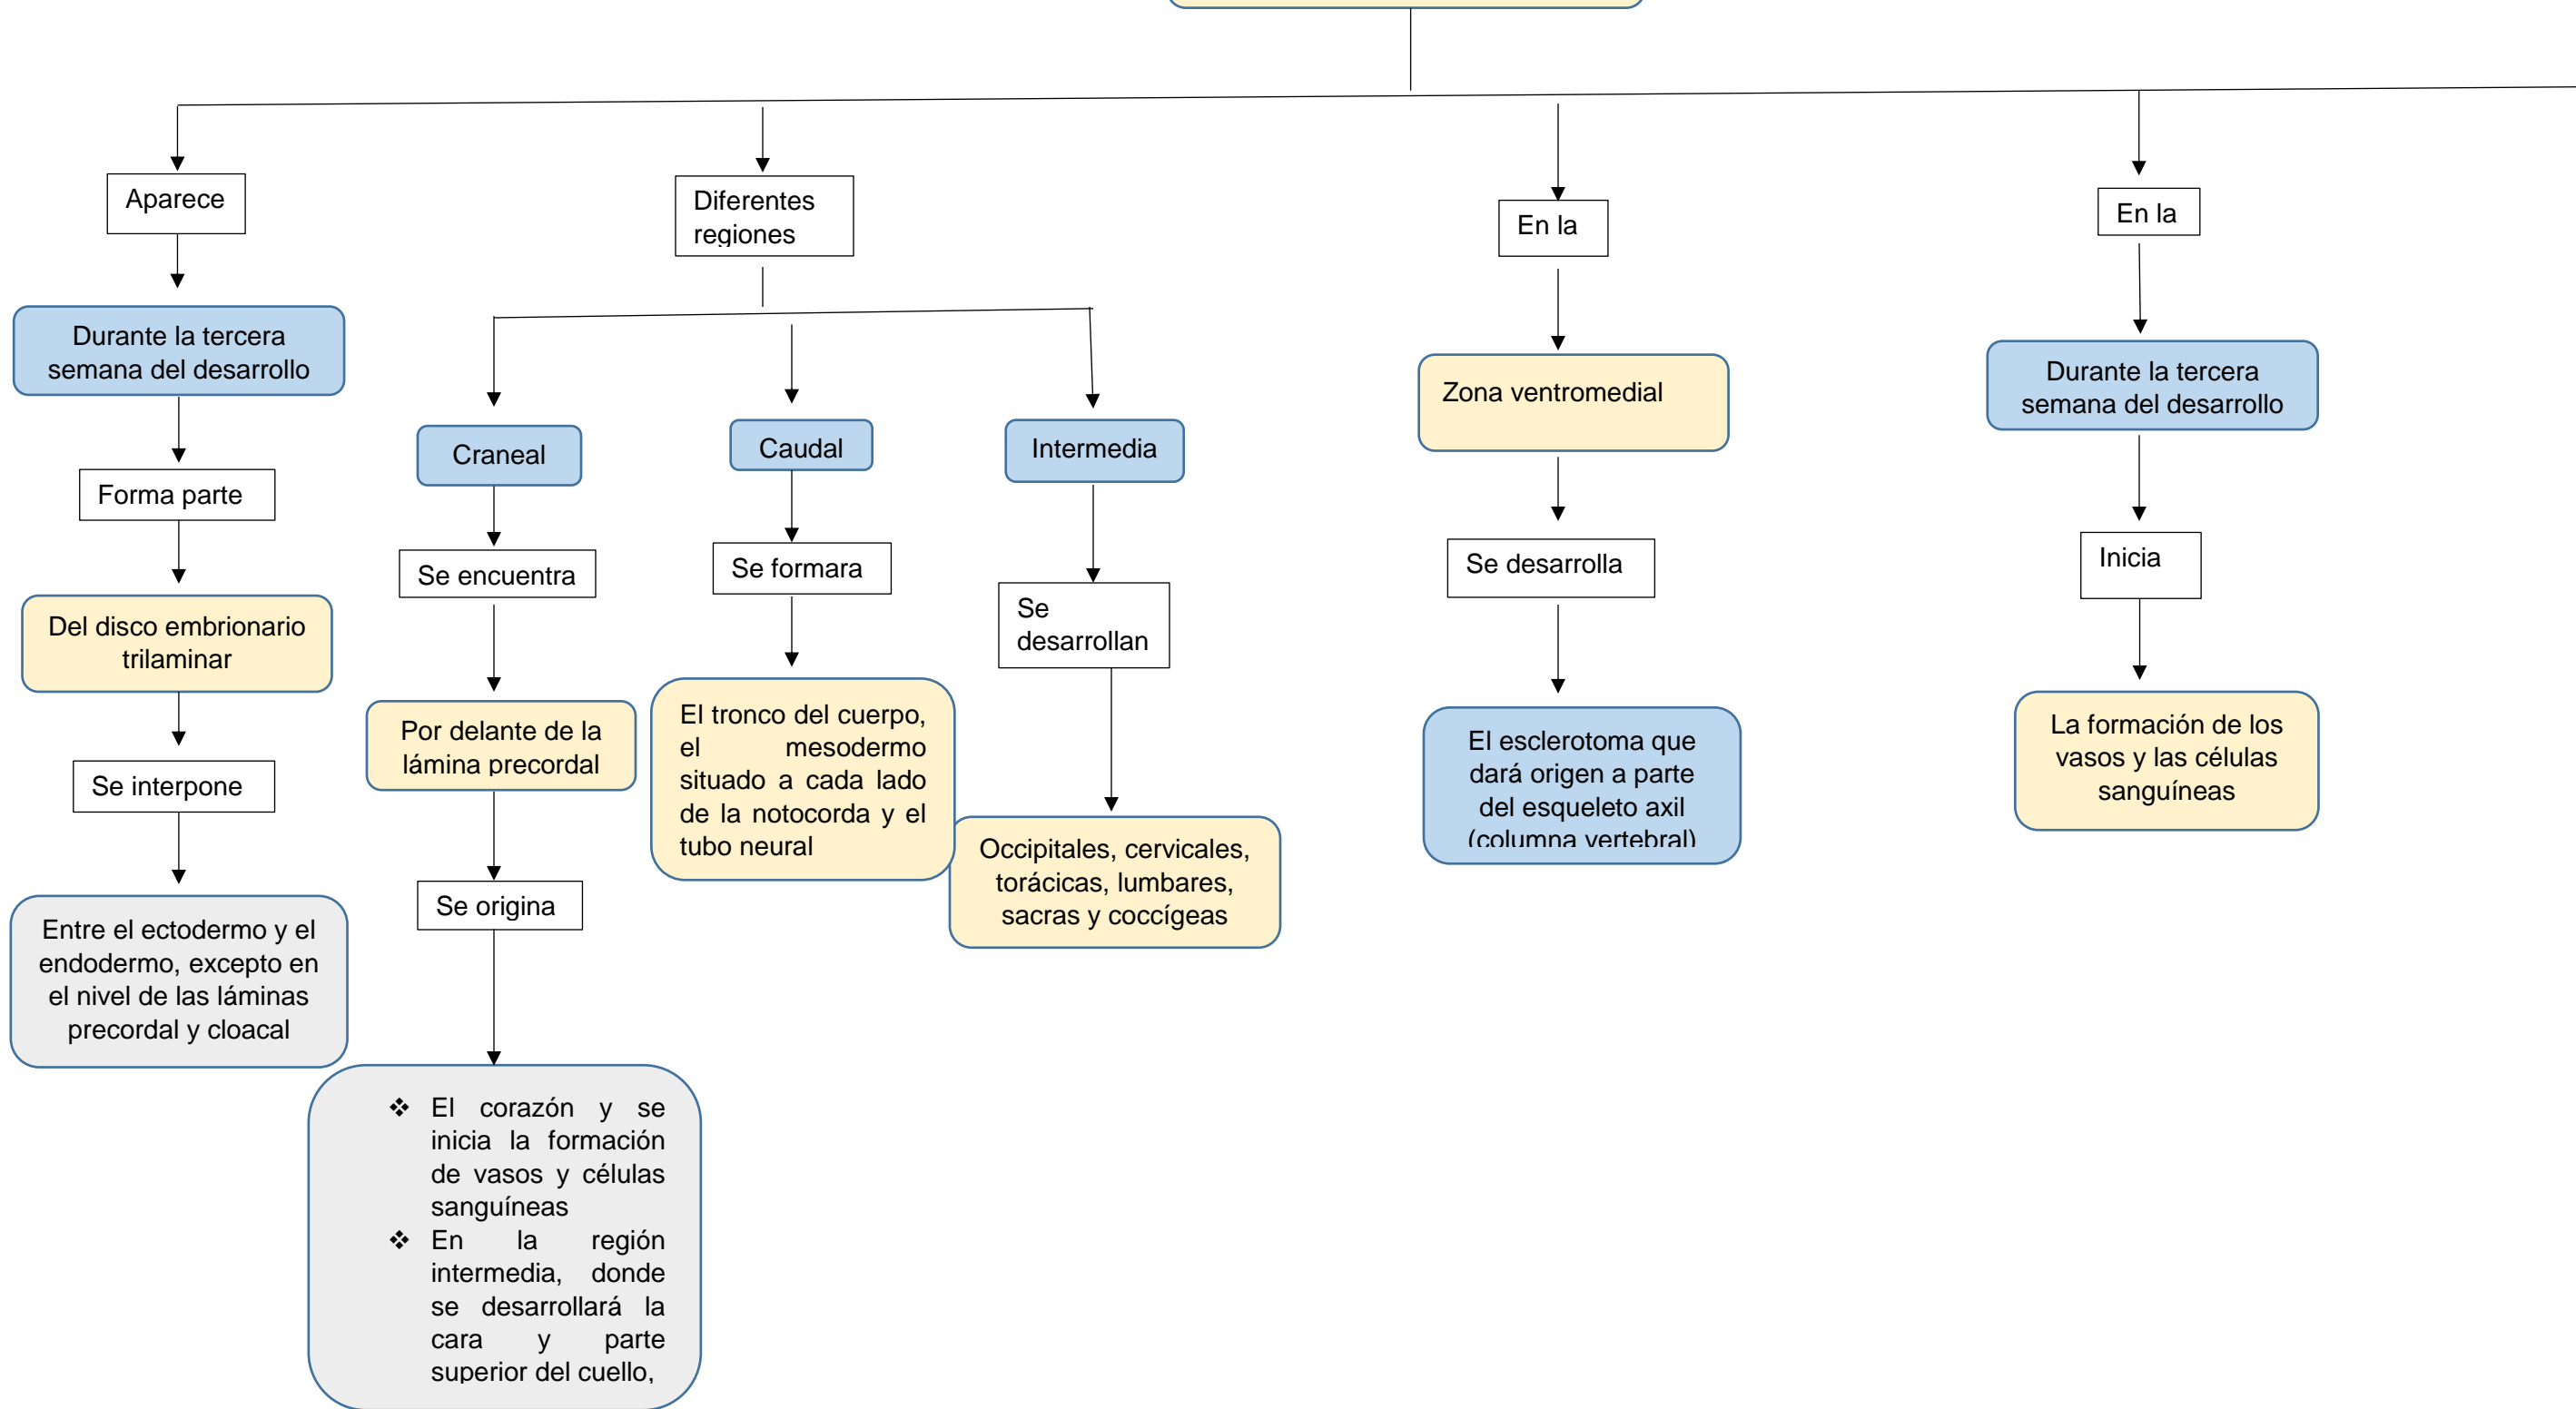 Aparece
Durante la tercera
semana del desarrollo
Forma parte
Del disco embrionario
trilaminar
Se interpone
Entre el ectodermo y el
endodermo, excepto en
el nivel de las láminas
precordal y cloacal
Diferentes
regiones
Craneal
Se encuentra
Por delante de la
lámina precordal
Se origina
❖ El corazón y se
inicia la formación
de vasos y células
sanguíneas
❖ En la región
intermedia, donde
se desarrollará la
cara y parte
superior del cuello,
Caudal
Se formara
El tronco del cuerpo,
el mesodermo
situado a cada lado
de la notocorda y el
tubo neural
Intermedia
Se
desarrollan
Occipitales, cervicales,
torácicas, lumbares,
sacras y coccígeas
En la
Zona ventromedial
Se desarrolla
El esclerotoma que
dará origen a parte
del esqueleto axil
(columna vertebral)
En la
Durante la tercera
semana del desarrollo
Inicia
La formación de los
vasos y las células
sanguíneas